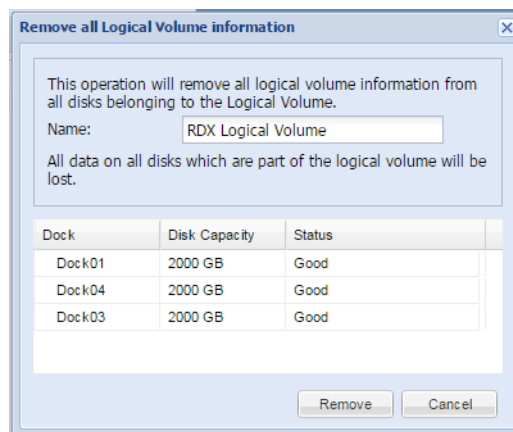 Remove all Logical Volume information
This operation will remove all logical volume information from
all disks belonging to the Logical Volume.
Name: RDX Logical Volume
All data on all disks which are part of the logical volume will be
lost.
Dock Disk Capacity Status
Dock01 2000 GB Good
Dock04 2000 GB Good
Dock03 2000 GB Good
Remove Cancel